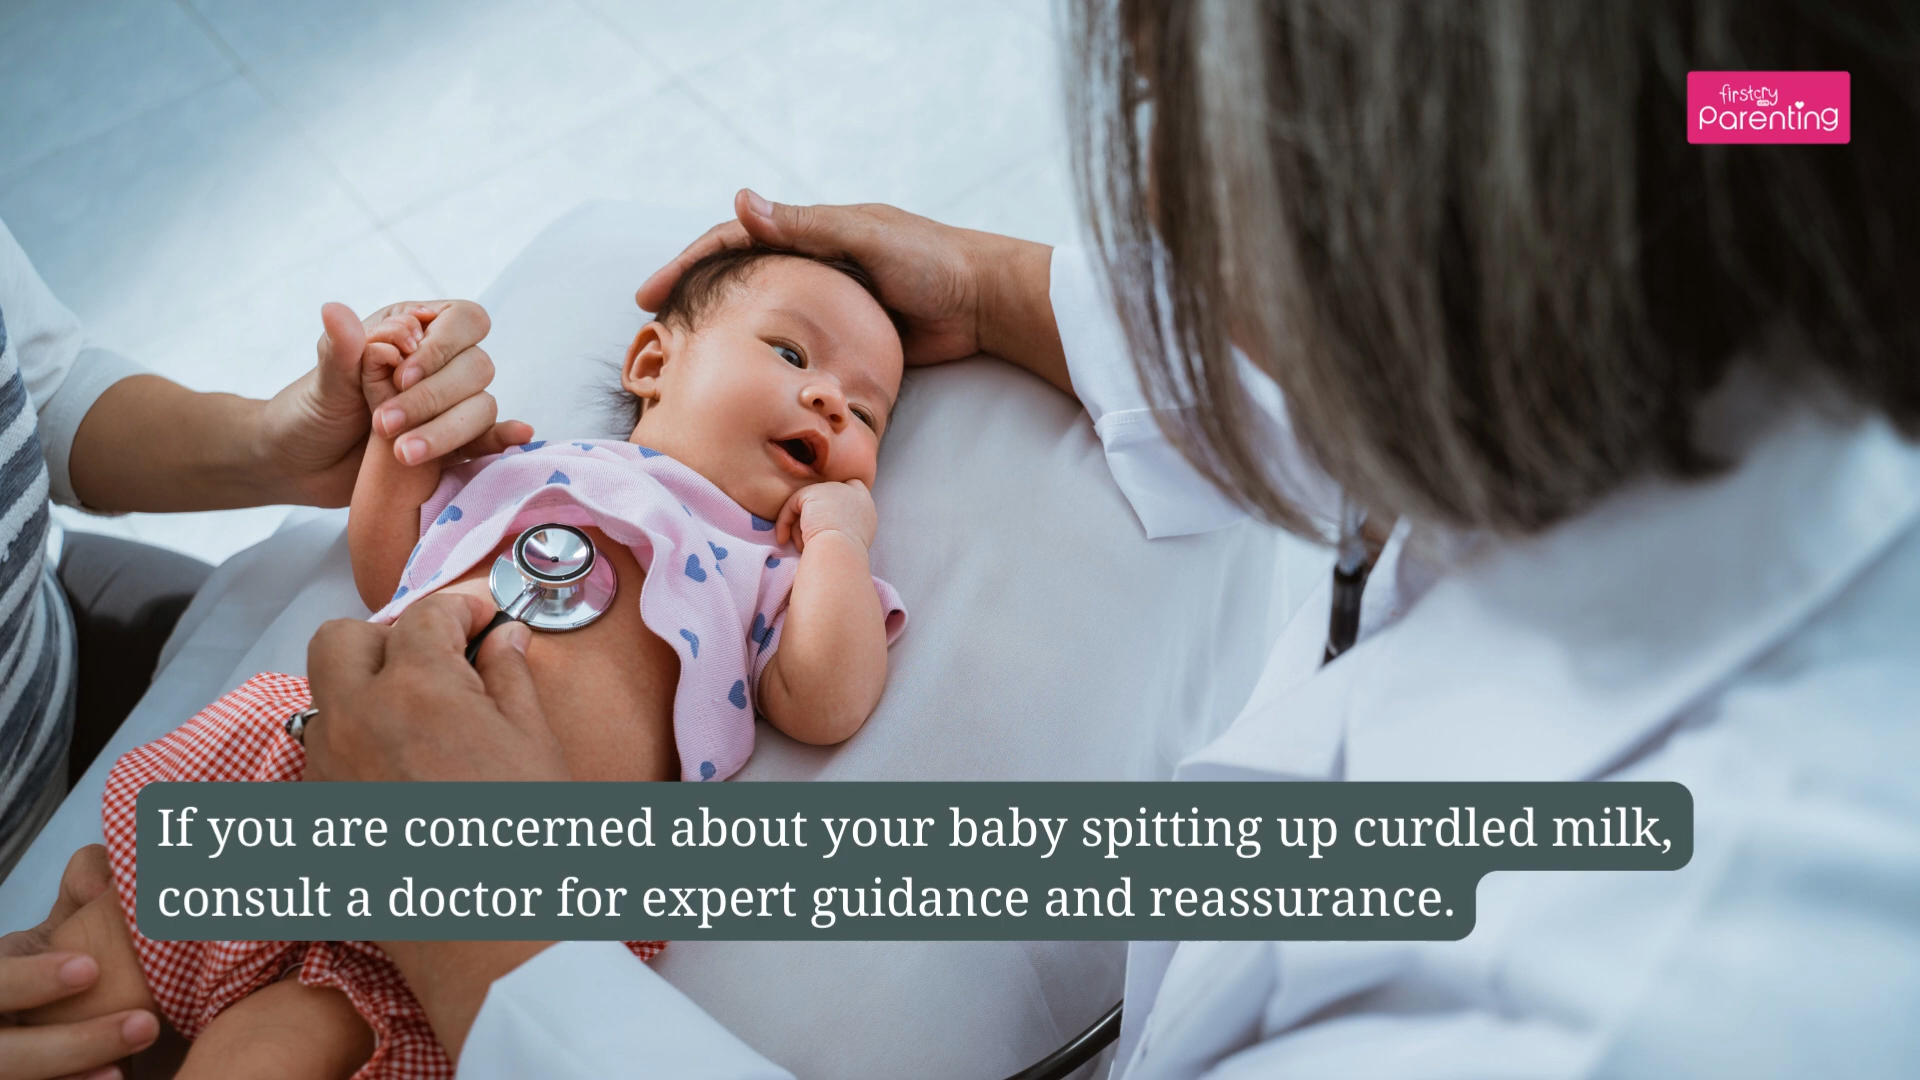 firstcry
.com
Parenting
If you are concerned about your baby spitting up curdled milk,
consult a doctor for expert guidance and reassurance.